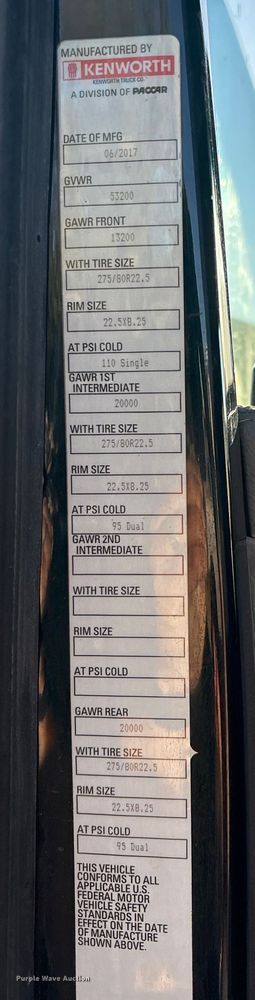 MANUFACTURED BY
KENWORTH
KENWORTH TRUCK CO.
A DIVISION OF PACCAR
DATE OF MFG
06/2017
GVWR
53200
GAWR FRONT
13200
WITH TIRE SIZE
275/80R22.5
RIM SIZE
22.5X8.25
AT PSI COLD
110 Single
GAWR 1ST
INTERMEDIATE
20000
WITH TIRE SIZE
275/80R22.5
RIM SIZE
22.5X8.25
AT PSI COLD
95 Dual
GAWR 2ND
INTERMEDIATE
WITH TIRE SIZE
RIM SIZE
AT PSI COLD
GAWR REAR
20000
WITH TIRE SIZE
275/80R22.5
RIM SIZE
22.5X8.25
AT PSI COLD
95 Dual
THIS VEHICLE
CONFORMS TO ALL
APPLICABLE U.S.
FEDERAL MOTOR
VEHICLE SAFETY
STANDARDS IN
EFFECT ON THE DATE
OF MANUFACTURE
SHOWN ABOVE.
Purple Wave Auction